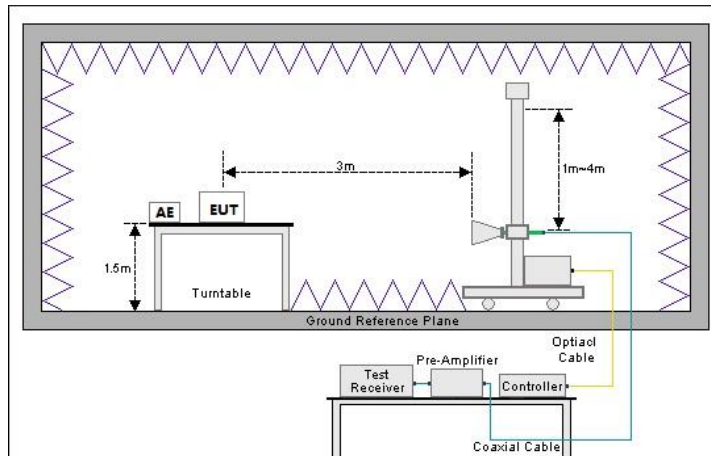 3m
1m~4m
AE
EUT
1.5m
Turntable
Ground Reference Plane
Optiacl
Cable
Pre-Amplifier
Test
Receiver
Controller
Coaxial Cable